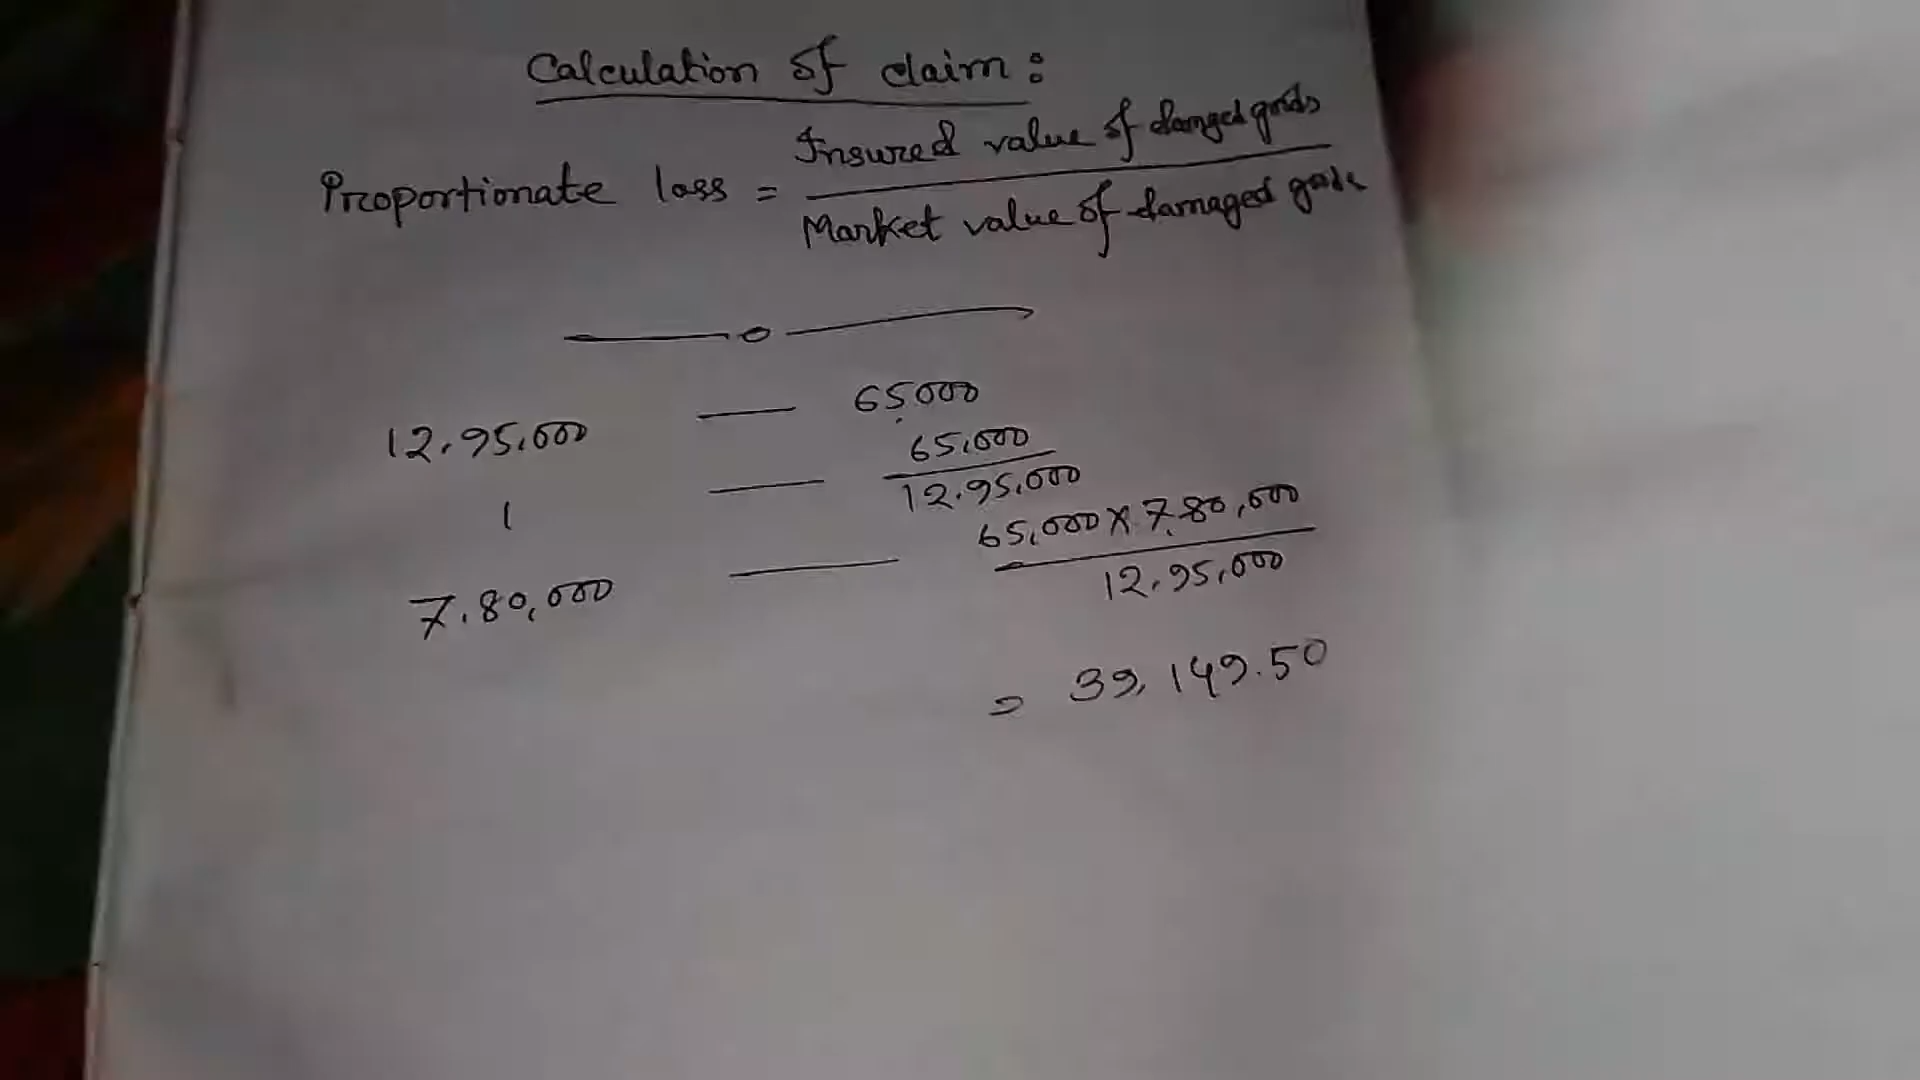 Calculation of claim:
Proportionate loss = Insured value of damged goods
Market value of damaged goods
12,95,000 — 65000
1 — 65,000
12,95,000
7,80,000 — 65,000 x 7,80,000
12,95,000
= 39,149.50